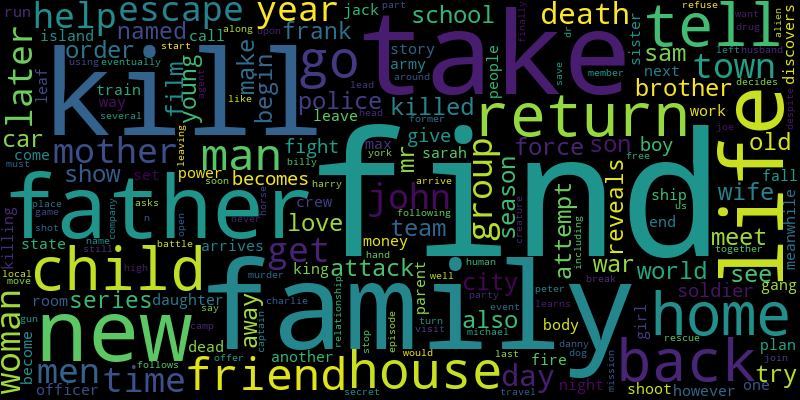 run
help
escape
year
jack
part
finally
death
tell
refuse
want
drug
alien
discovers
island
call
along
upon
school
sister
dr
left
husband
later
order
named
frank
kill
take
story
army
people
save
member
sam
next
town
decides
leaf
film
young
make
begin
go
start
using
eventually
train
way
several
agent
like
police
around
lead
head
former
killed
brother
work
joe
despite
life
car
come
must
mother
man
leaving
leave
fight
max
york
give
sarah
mr
group
return
force
son
boy
free
old
show
set
power
becomes
billy
soon
harry
crew
arrive
john
following
season
find
attempt
including
reveals
ship
us
wife
fall
father
place
game
shot
asks
n
company
open
never
horse
love
team
creature
war
end
meet
together
meanwhile
killing
state
name
still
battle
arrives
get
money
hand
king
attack
city
human
world
see
local
move
child
high
daughter
say
away
murder
charlie
relationship
parent
well
party
event
learns
peter
break
soldier
gang
woman
room
series
gun
new
camp
captain
family
episode
stop
turn
visit
michael
also
body
danny
dog
girl
home
rescue
plan
join
become
men
officer
time
dead
follows
offer
friend
another
house
secret
would
last
day
fire
night
travel
mission
back
shoot
however
one
try